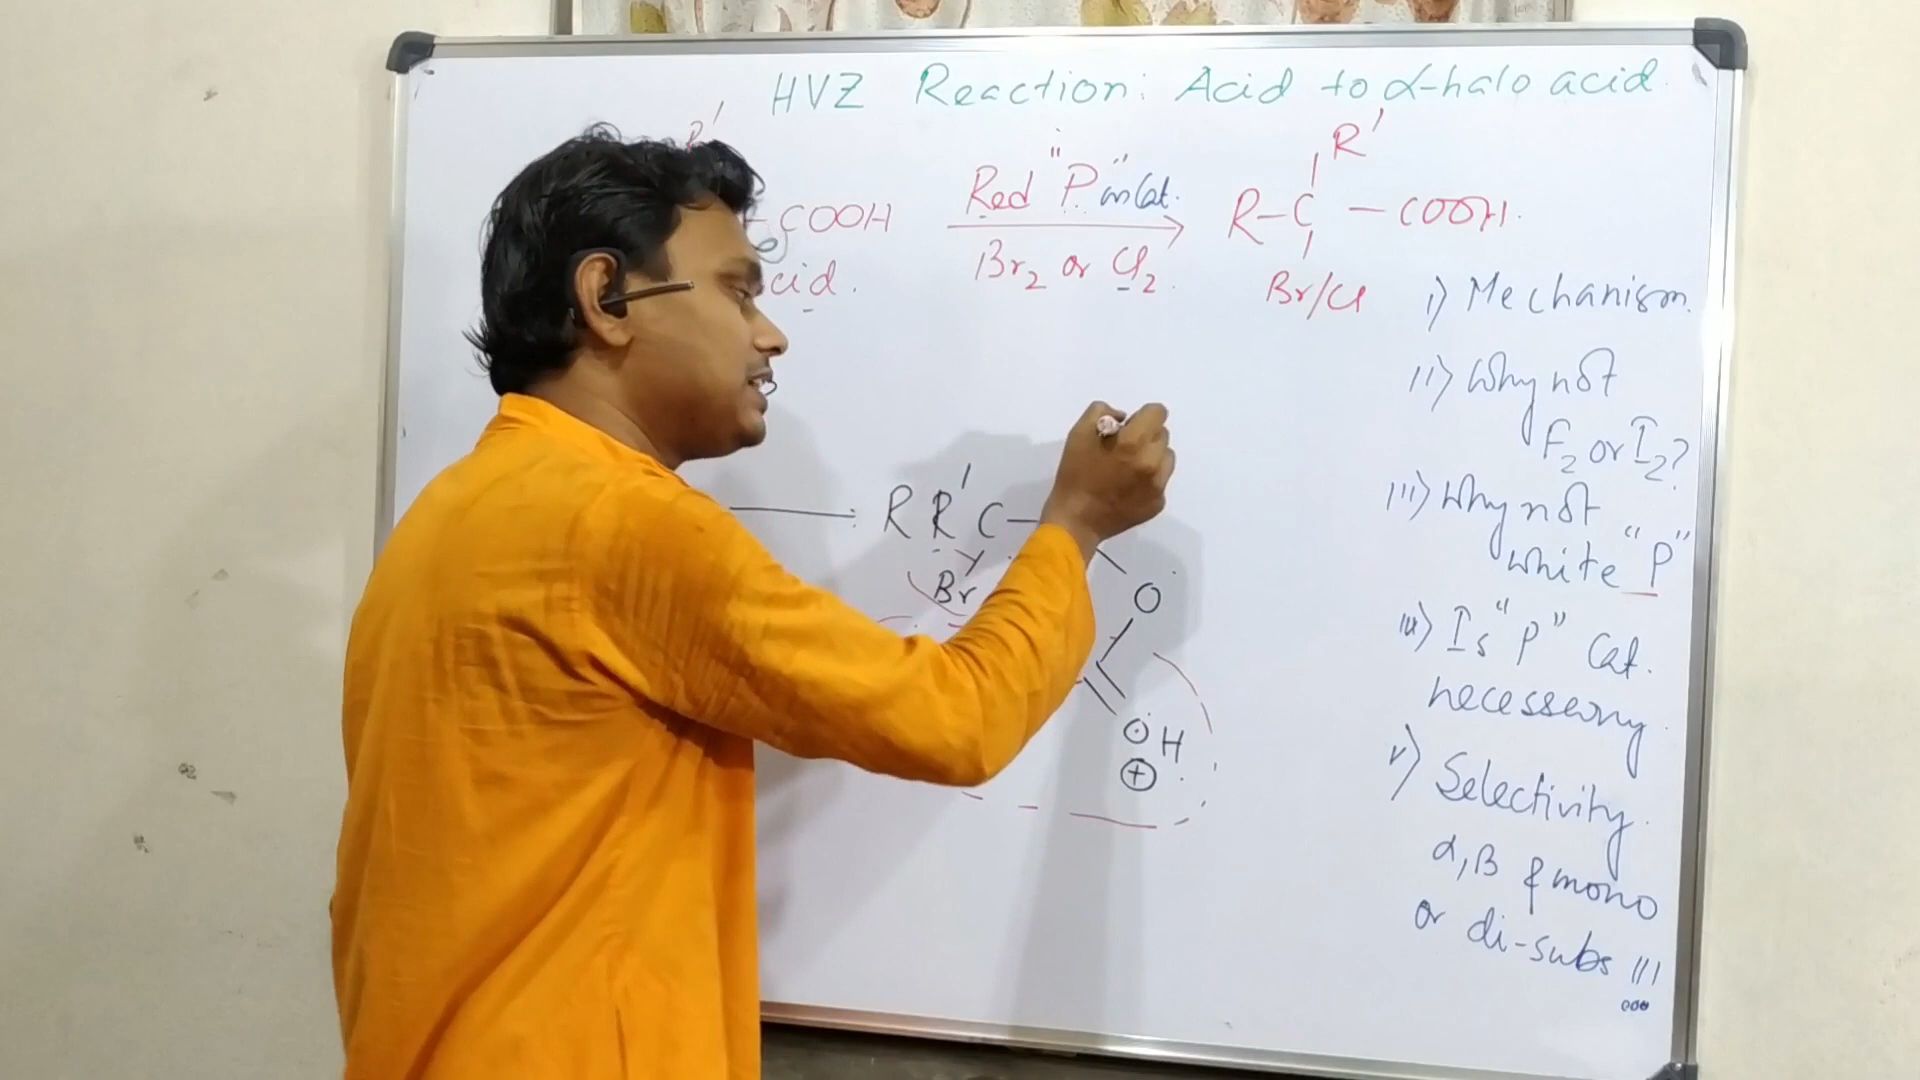 HVZ Reaction: Acid to α-halo acid.
R'
R'
Red "P" as Cat.
-COOH
R-C-COOH.
Br2 or Cl2.
cid.
Br/Cl
i) Mechanism.
ii) Why not
F2 or I2?
iii) Why not
white "P"
RR'C-
Br
O
iv) Is "P" Cat.
necessary.
OH
+
v) Selectivity.
α, β & mono
or di-subs !!!